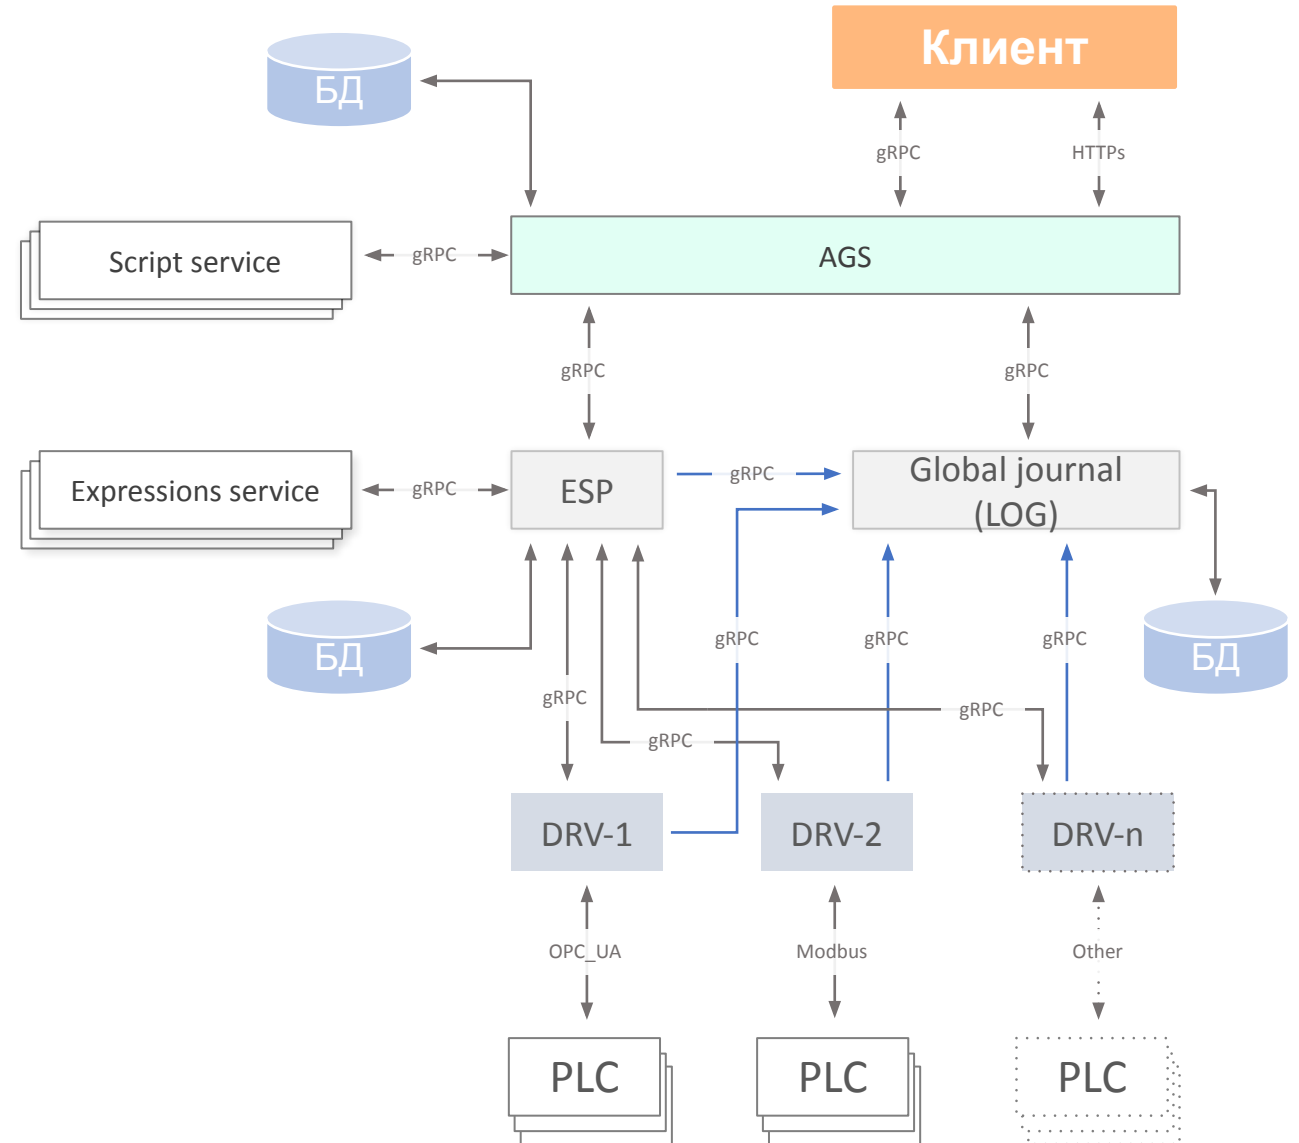 Клиент
БД
gRPC
HTTPs
Script service
gRPC
AGS
gRPC
gRPC
Expressions service
gRPC
ESP
gRPC
Global journal
(LOG)
БД
gRPC
gRPC
gRPC
БД
gRPC
gRPC
gRPC
DRV-1
DRV-2
DRV-n
OPC_UA
Modbus
Other
PLC
PLC
PLC